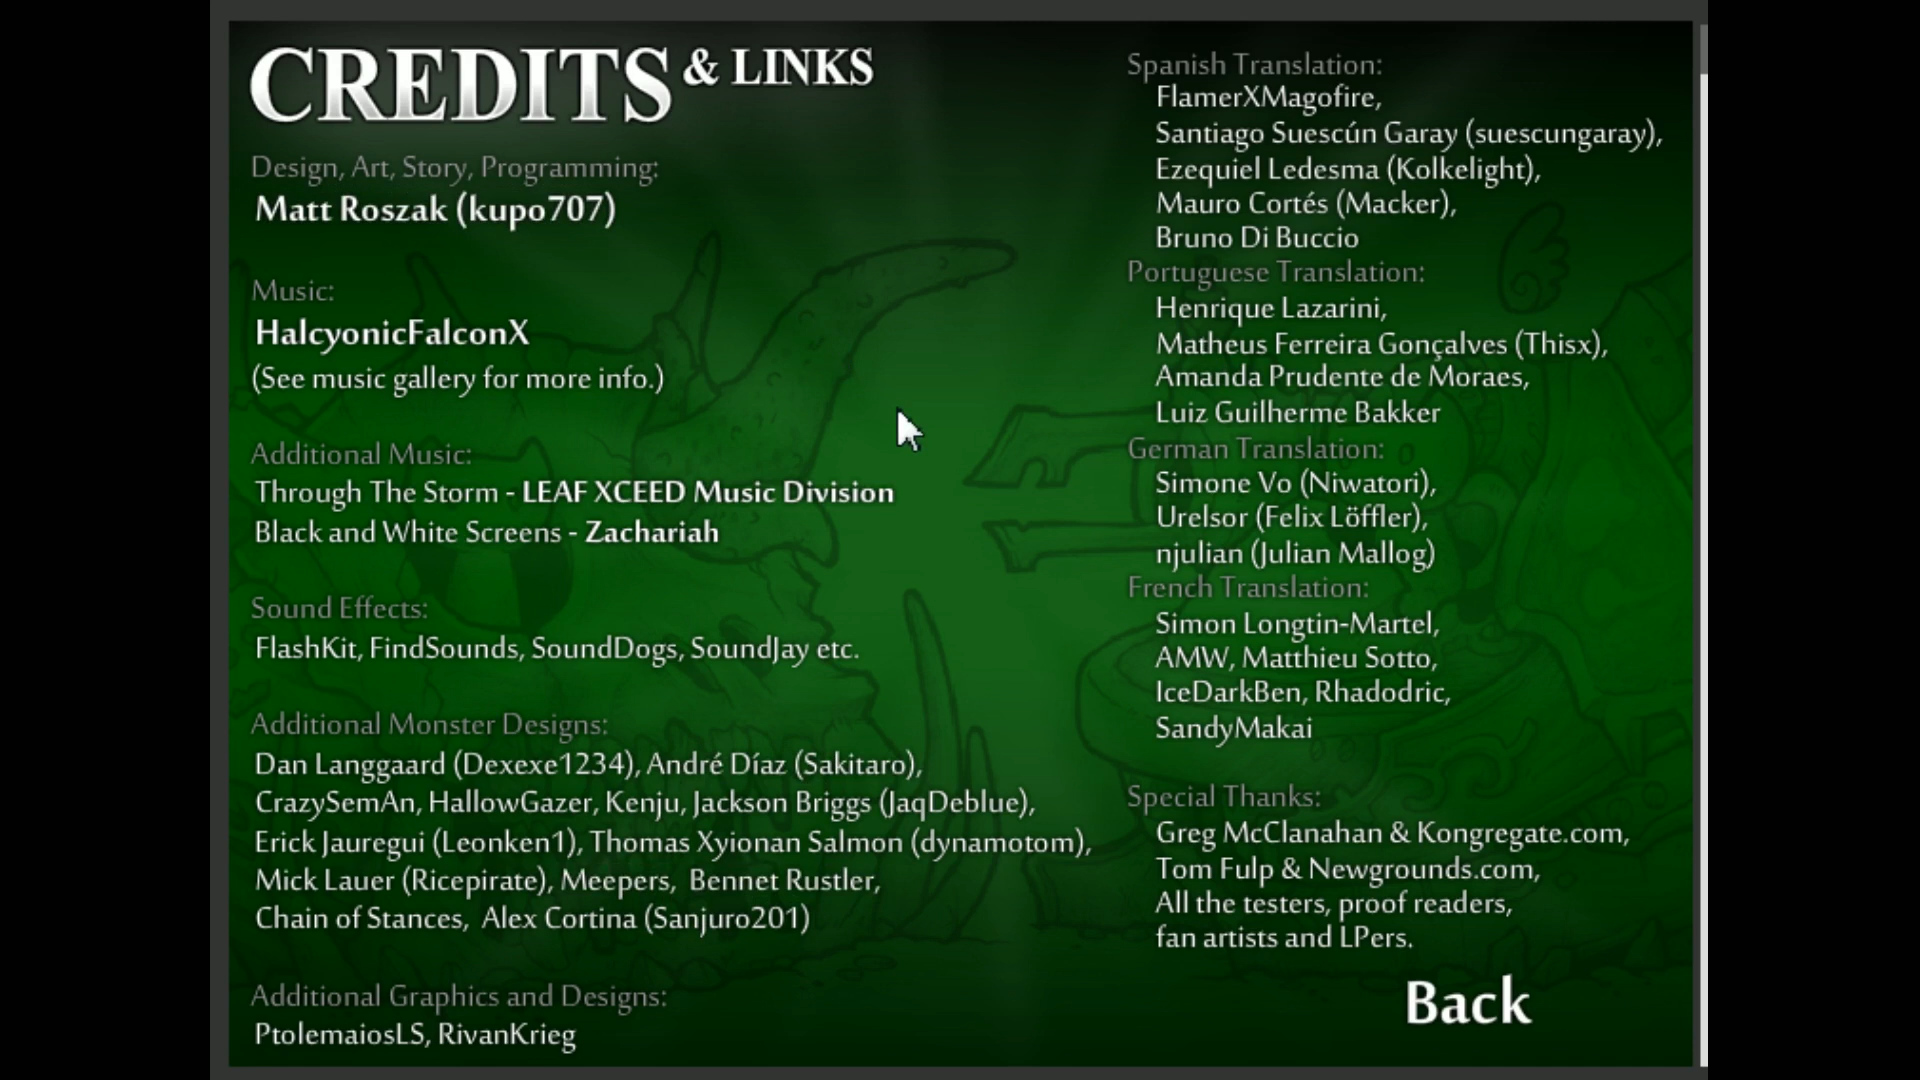 CREDITS & LINKS
Design, Art, Story, Programming:
Matt Roszak (kupo707)
Music:
HalcyonicFalconX
(See music gallery for more info.)
Additional Music:
Through The Storm - LEAF XCEED Music Division
Black and White Screens - Zachariah
Sound Effects:
FlashKit, FindSounds, SoundDogs, SoundJay etc.
Additional Monster Designs:
Dan Langgaard (Dexexe1234), André Díaz (Sakitaro),
CrazySemAn, HallowGazer, Kenju, Jackson Briggs (JaqDeblue),
Erick Jauregui (Leonken1), Thomas Xyionan Salmon (dynamotom),
Mick Lauer (Ricepirate), Meepers,  Bennet Rustler,
Chain of Stances,  Alex Cortina (Sanjuro201)
Additional Graphics and Designs:
PtolemaiosLS, RivanKrieg
Spanish Translation:
FlamerXMagofire,
Santiago Suescún Garay (suescungaray),
Ezequiel Ledesma (Kolkelight),
Mauro Cortés (Macker),
Bruno Di Buccio
Portuguese Translation:
Henrique Lazarini,
Matheus Ferreira Gonçalves (Thisx),
Amanda Prudente de Moraes,
Luiz Guilherme Bakker
German Translation:
Simone Vo (Niwatori),
Urelsor (Felix Löffler),
njulian (Julian Mallog)
French Translation:
Simon Longtin-Martel,
AMW, Matthieu Sotto,
IceDarkBen, Rhadodric,
SandyMakai
Special Thanks:
Greg McClanahan & Kongregate.com,
Tom Fulp & Newgrounds.com,
All the testers, proof readers,
fan artists and LPers.
Back